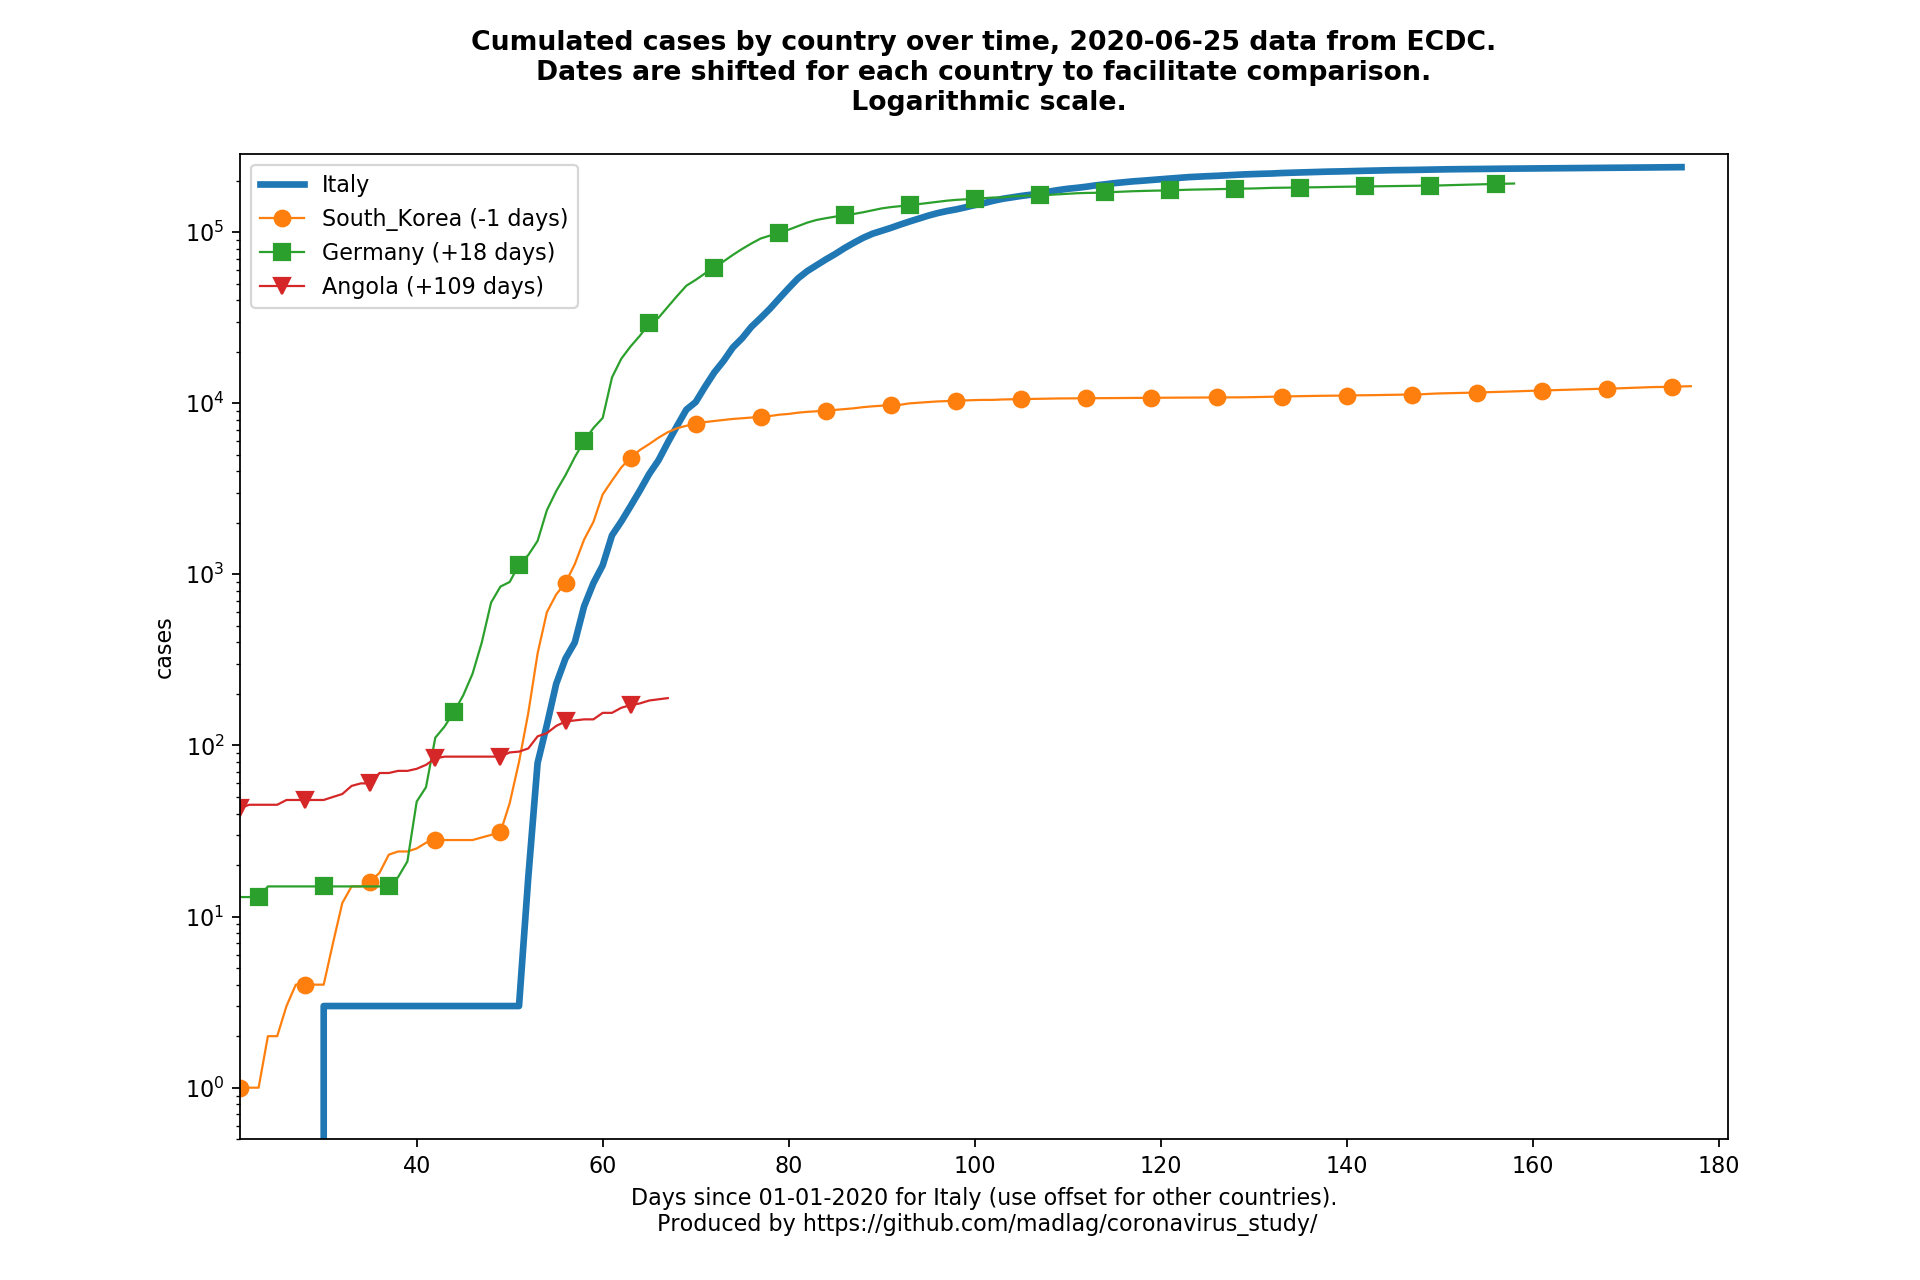 Cumulated cases by country over time, 2020-06-25 data from ECDC.
Dates are shifted for each country to facilitate comparison.
Logarithmic scale.
Italy
South_Korea (-1 days)
Germany (+18 days)
Angola (+109 days)
cases
10^5
10^4
10^3
10^2
10^1
10^0
40 60 80 100 120 140 160 180
Days since 01-01-2020 for Italy (use offset for other countries).
Produced by https://github.com/madlag/coronavirus_study/